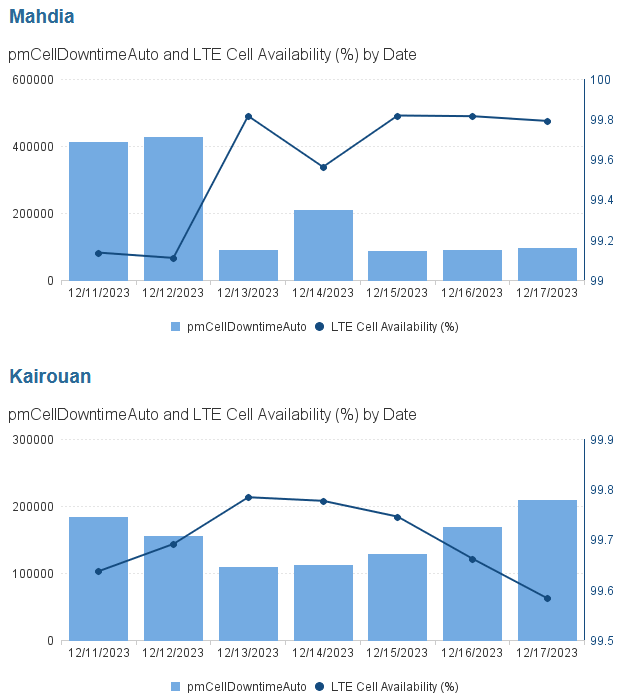 Mahdia
pmCellDowntimeAuto and LTE Cell Availability (%) by Date
600000 100
99.8
400000 99.6
200000 99.4
99.2
0 99
12/11/2023 12/12/2023 12/13/2023 12/14/2023 12/15/2023 12/16/2023 12/17/2023
pmCellDowntimeAuto LTE Cell Availability (%)
Kairouan
pmCellDowntimeAuto and LTE Cell Availability (%) by Date
300000 99.9
99.8
200000 99.7
100000 99.6
0 99.5
12/11/2023 12/12/2023 12/13/2023 12/14/2023 12/15/2023 12/16/2023 12/17/2023
pmCellDowntimeAuto LTE Cell Availability (%)